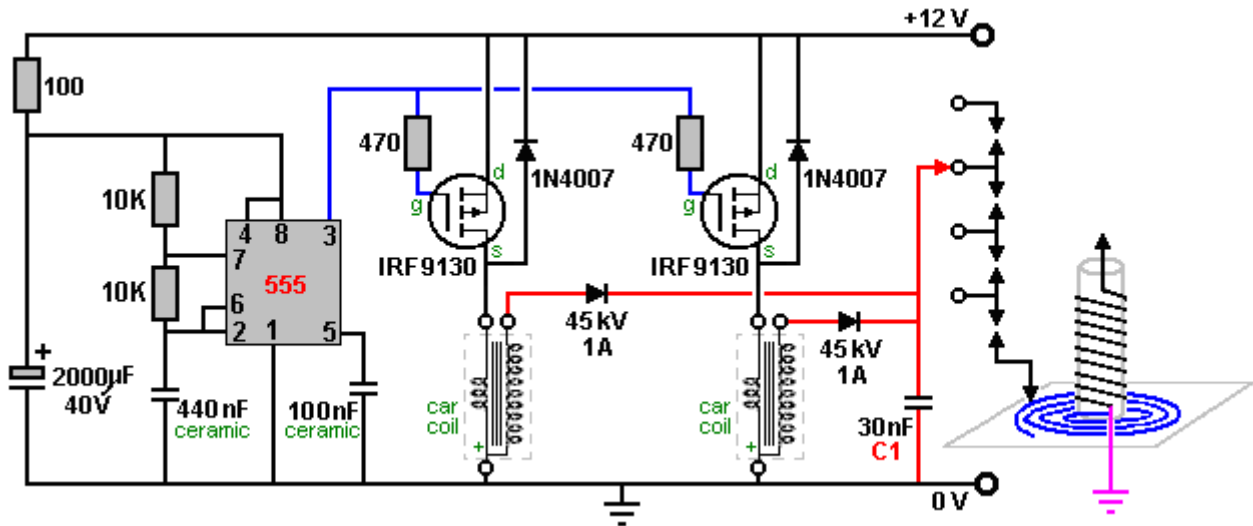 +12 V
100
470
d
1N4007
470
d
1N4007
10K
g
g
4 8 3
7
s
s
IRF9130
IRF9130
10K
555
6
2 1 5
45 kV
1A
45 kV
1A
+
2000µF
40V
440 nF
ceramic
100nF
ceramic
car
coil
+
car
coil
+
30nF
C1
0 V